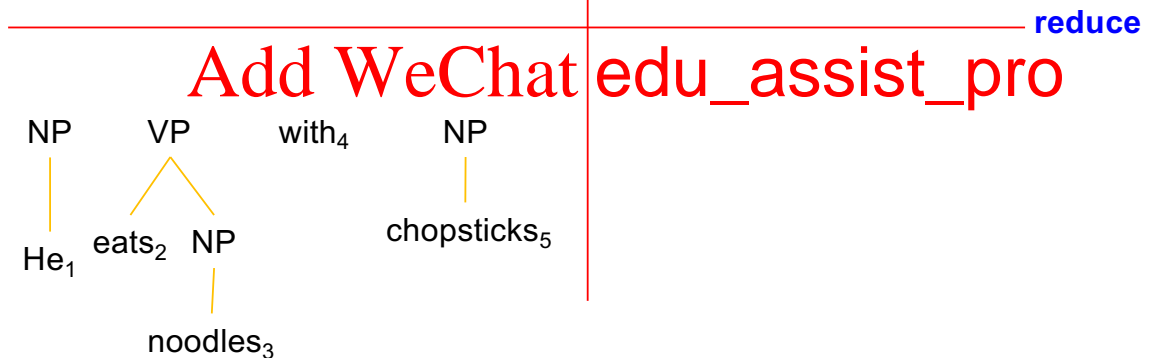 reduce
Add WeChat edu_assist_pro
NP VP with₄ NP
eats₂ NP chopsticks₅
He₁
noodles₃